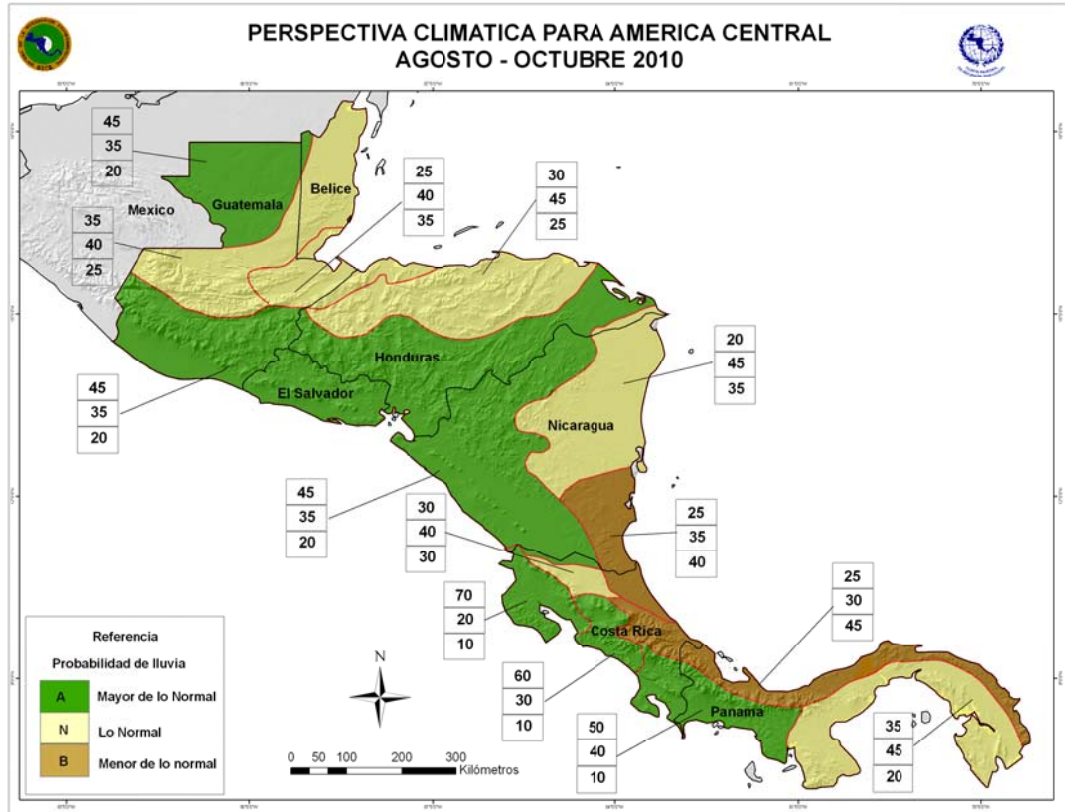 PERSPECTIVA CLIMATICA PARA AMERICA CENTRAL
AGOSTO - OCTUBRE 2010
45
35
20
Mexico
Guatemala
Belice
25
40
35
30
45
25
35
40
25
Honduras
El Salvador
Nicaragua
20
45
35
45
35
20
45
35
20
30
40
30
25
35
40
70
20
10
Costa Rica
25
30
45
60
30
10
Panama
50
40
10
35
45
20
Referencia
Probabilidad de lluvia
A Mayor de lo Normal
N Lo Normal
B Menor de lo normal
N
0 50 100 200 300
Kilómetros